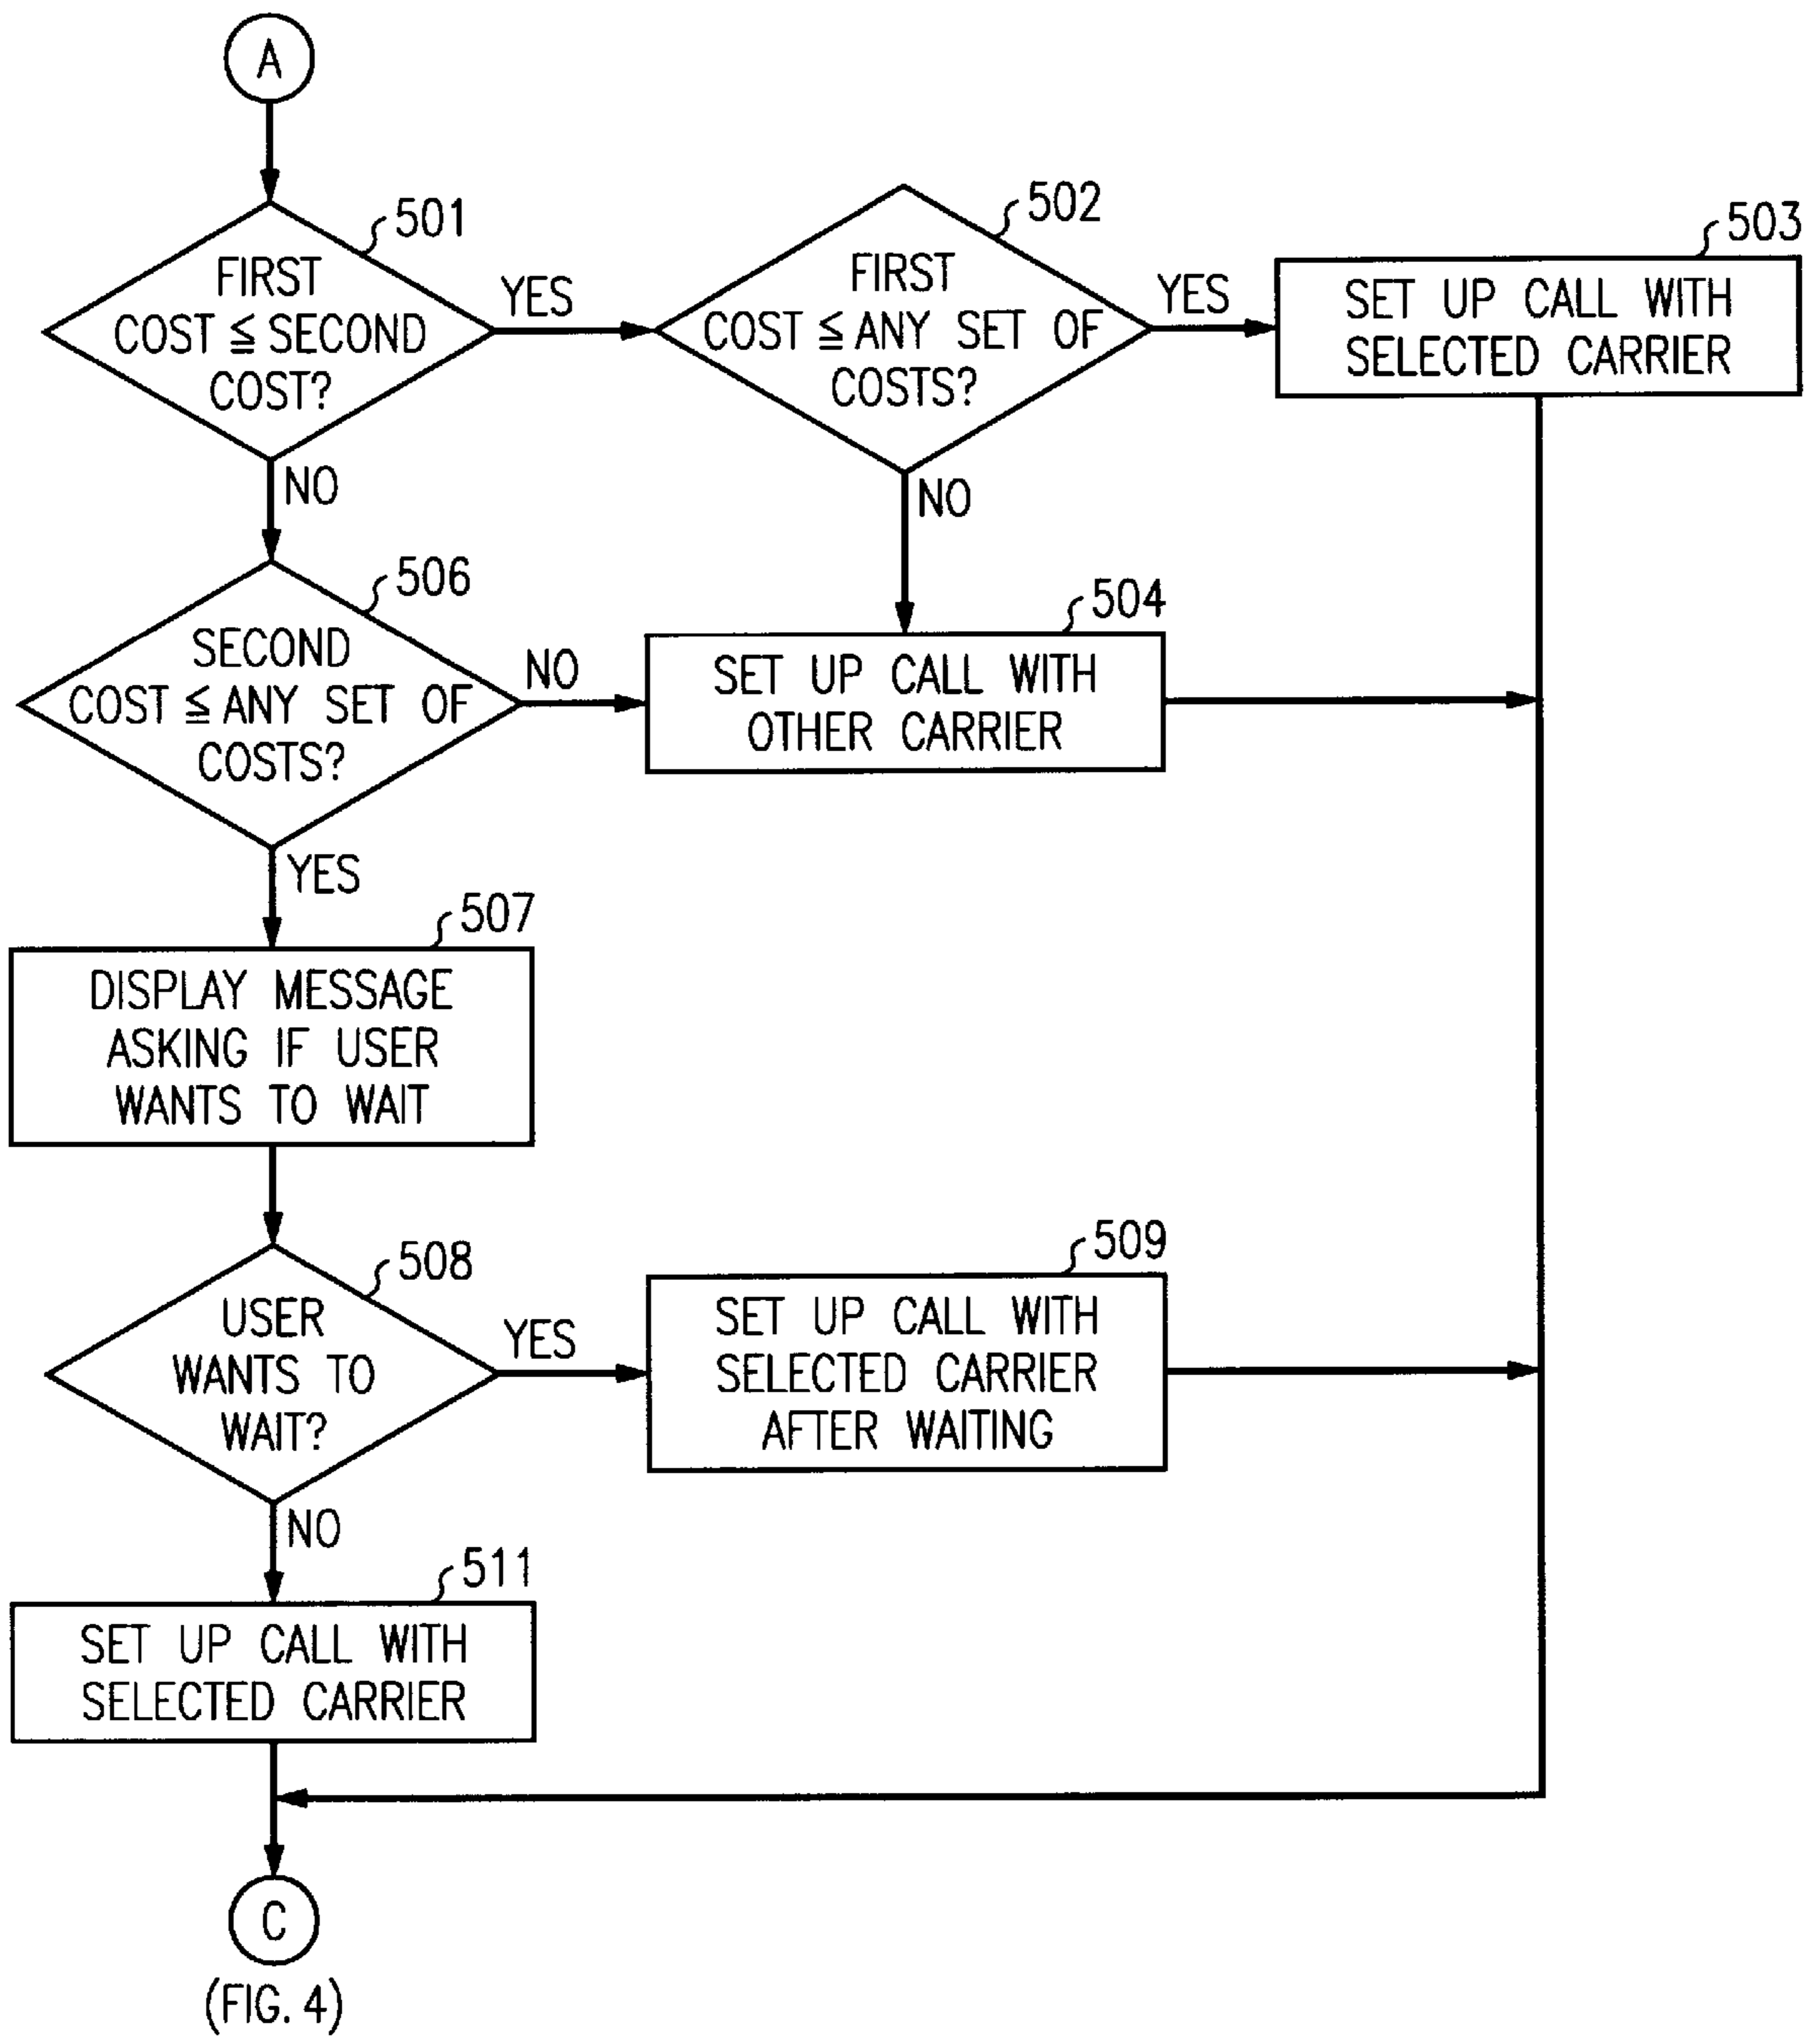 A
501
FIRST
COST ≦ SECOND
COST?
YES
NO
502
FIRST
COST ≦ ANY SET OF
COSTS?
YES
NO
503
SET UP CALL WITH
SELECTED CARRIER
506
SECOND
COST ≦ ANY SET OF
COSTS?
NO
YES
504
SET UP CALL WITH
OTHER CARRIER
507
DISPLAY MESSAGE
ASKING IF USER
WANTS TO WAIT
508
USER
WANTS TO
WAIT?
YES
NO
509
SET UP CALL WITH
SELECTED CARRIER
AFTER WAITING
511
SET UP CALL WITH
SELECTED CARRIER
C
(FIG. 4)